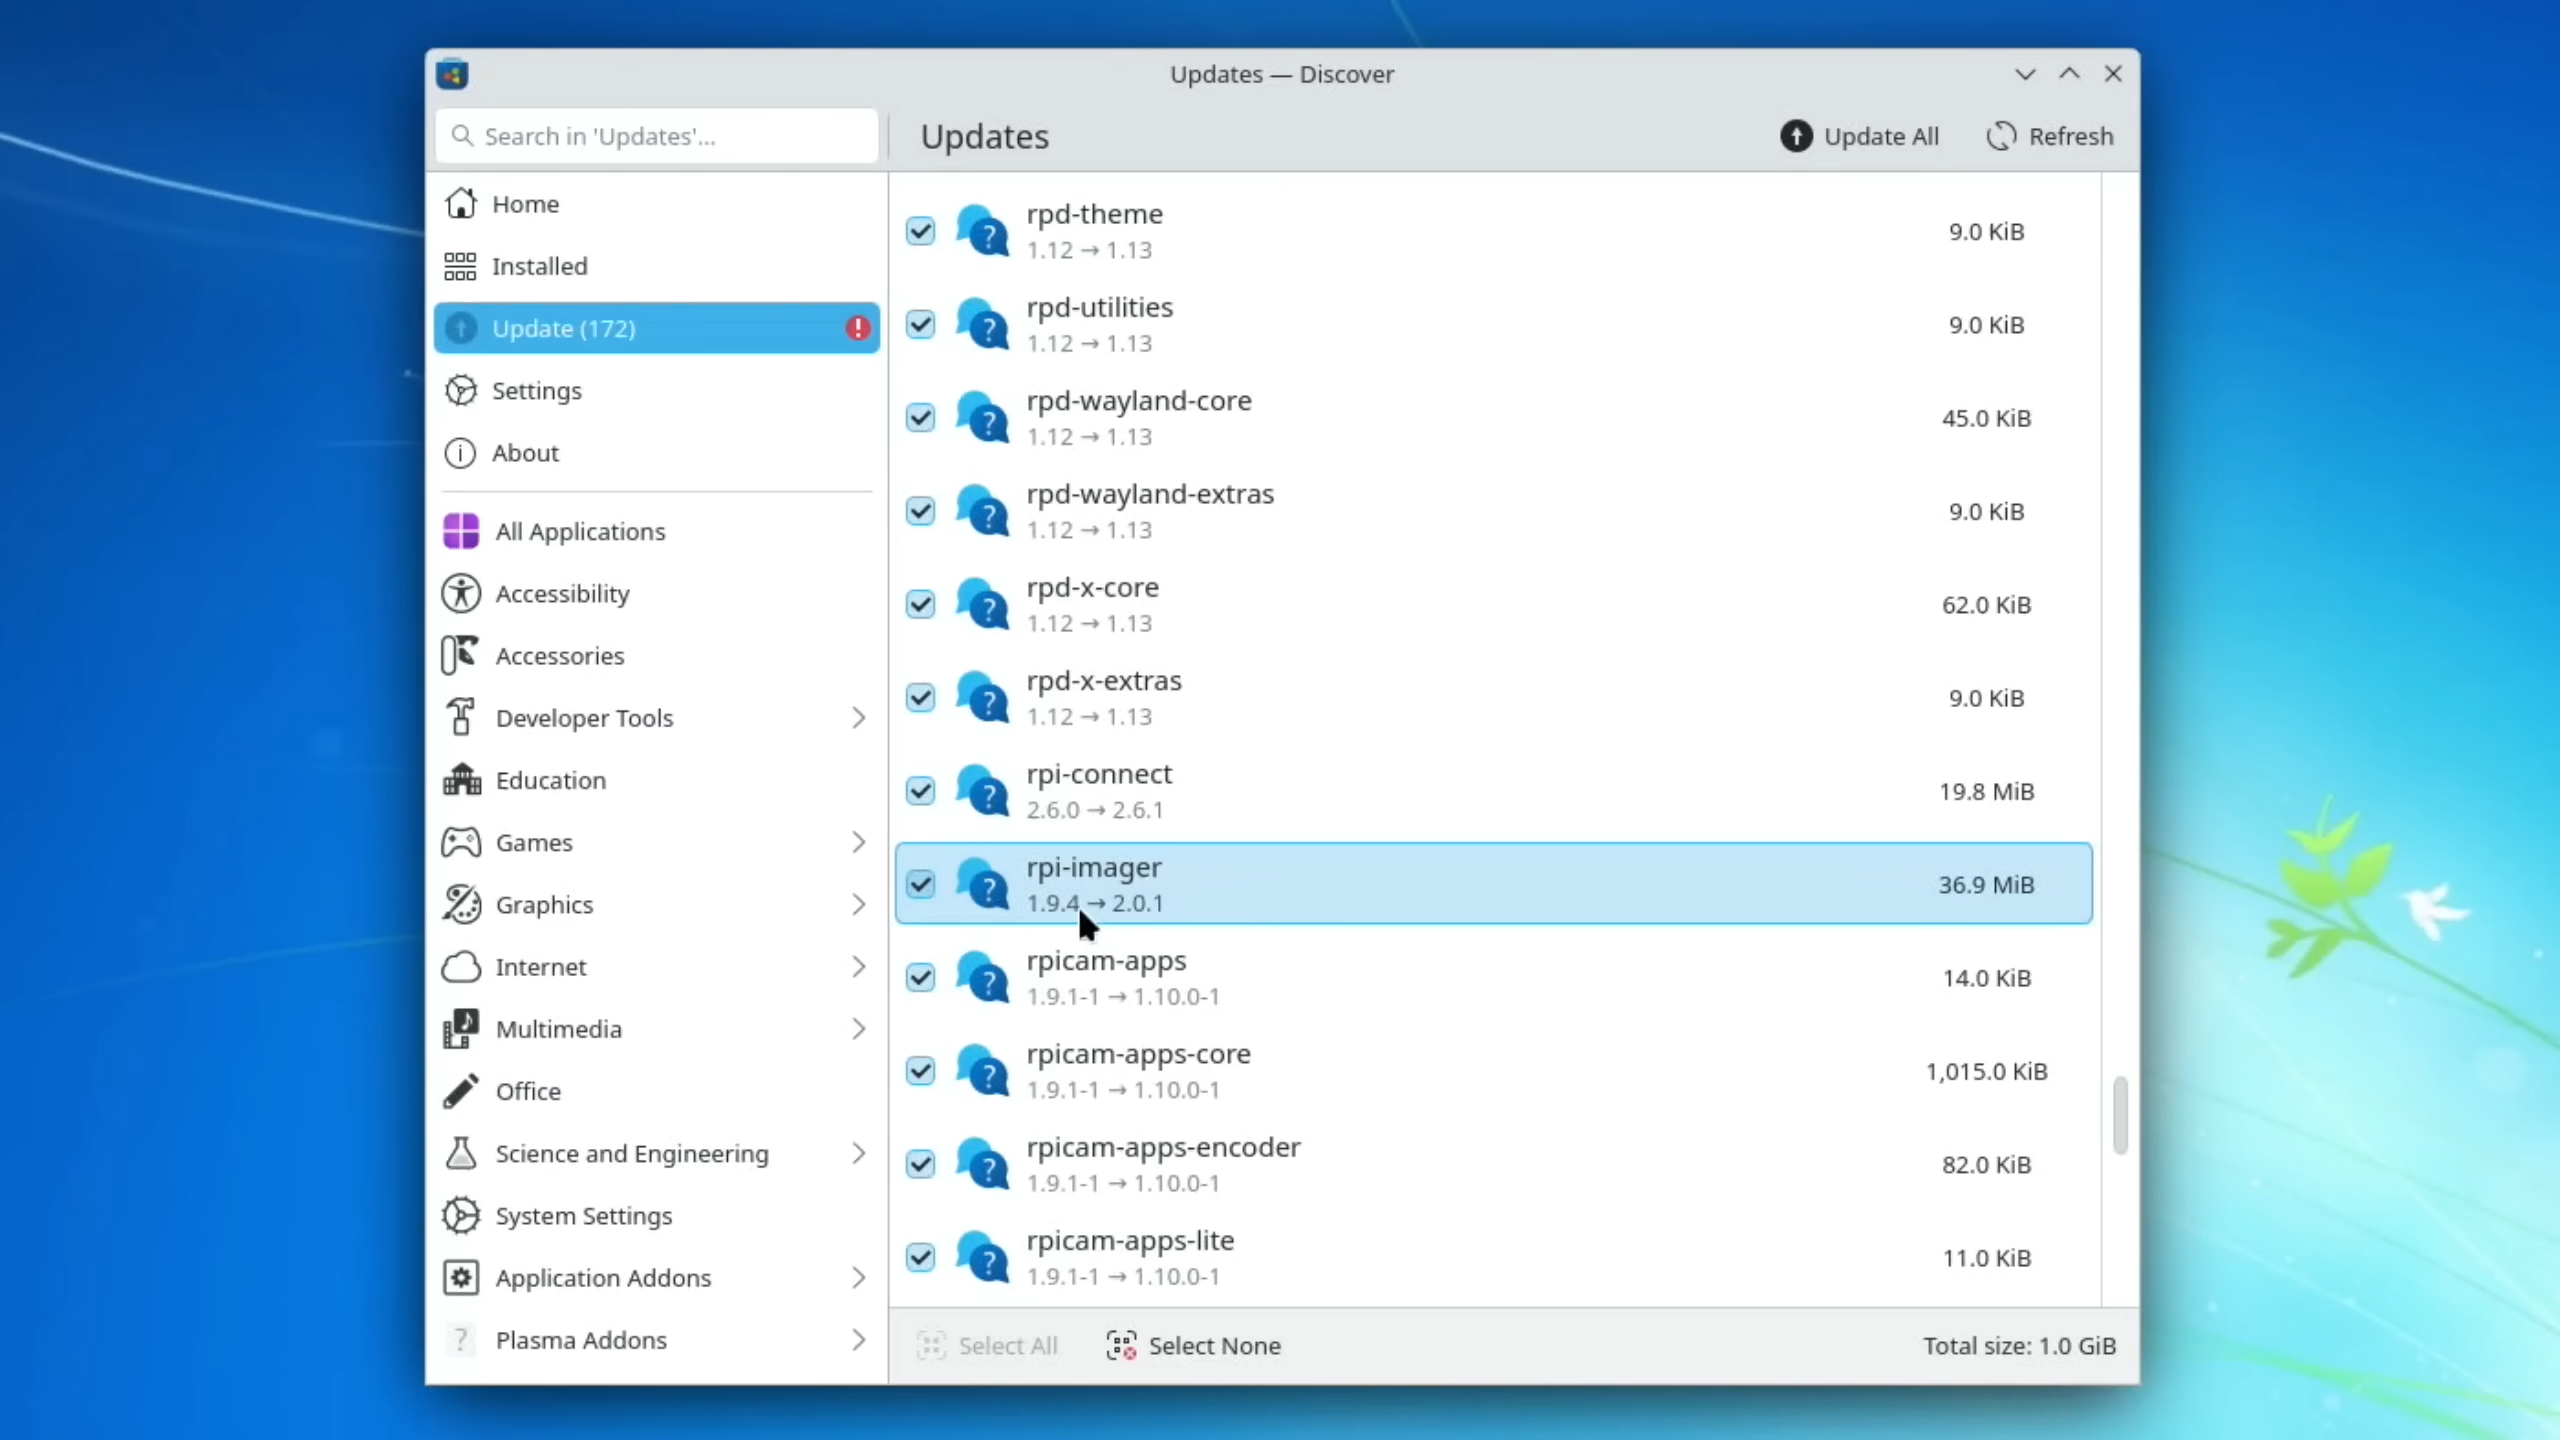 Updates — Discover
Search in 'Updates'...
Updates
Update All
Refresh
Home
Installed
Update (172)
Settings
About
All Applications
Accessibility
Accessories
Developer Tools
Education
Games
Graphics
Internet
Multimedia
Office
Science and Engineering
System Settings
Application Addons
Plasma Addons
rpd-theme
1.12 → 1.13
9.0 KiB
rpd-utilities
1.12 → 1.13
9.0 KiB
rpd-wayland-core
1.12 → 1.13
45.0 KiB
rpd-wayland-extras
1.12 → 1.13
9.0 KiB
rpd-x-core
1.12 → 1.13
62.0 KiB
rpd-x-extras
1.12 → 1.13
9.0 KiB
rpi-connect
2.6.0 → 2.6.1
19.8 MiB
rpi-imager
1.9.4 → 2.0.1
36.9 MiB
rpicam-apps
1.9.1-1 → 1.10.0-1
14.0 KiB
rpicam-apps-core
1.9.1-1 → 1.10.0-1
1,015.0 KiB
rpicam-apps-encoder
1.9.1-1 → 1.10.0-1
82.0 KiB
rpicam-apps-lite
1.9.1-1 → 1.10.0-1
11.0 KiB
Select All
Select None
Total size: 1.0 GiB